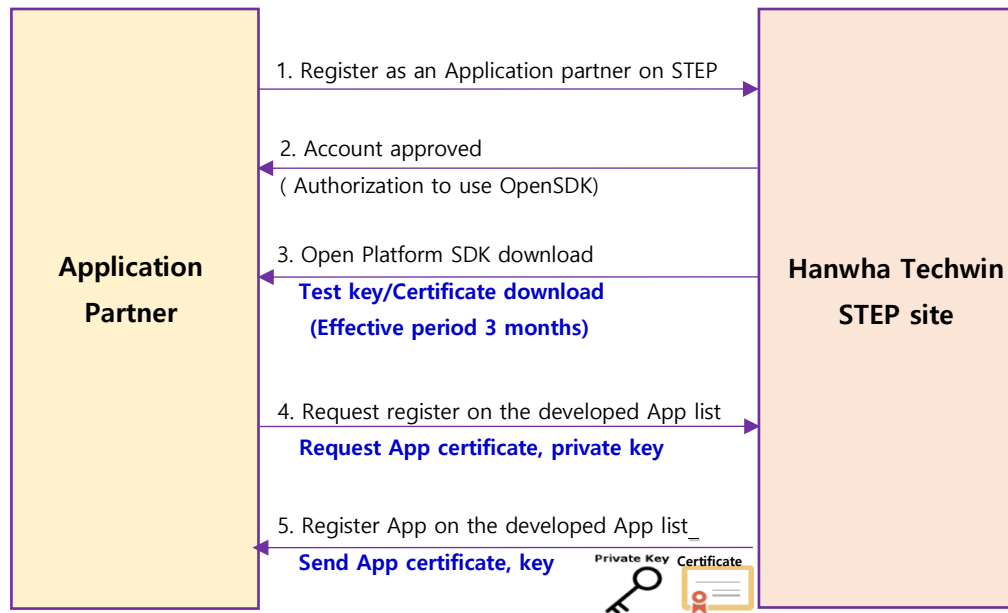 1. Register as an Application partner on STEP
2. Account approved
( Authorization to use OpenSDK)
3. Open Platform SDK download
Test key/Certificate download
(Effective period 3 months)
Application
Partner
Hanwha Techwin
STEP site
4. Request register on the developed App list
Request App certificate, private key
5. Register App on the developed App list_
Send App certificate, key
Private Key
Certificate